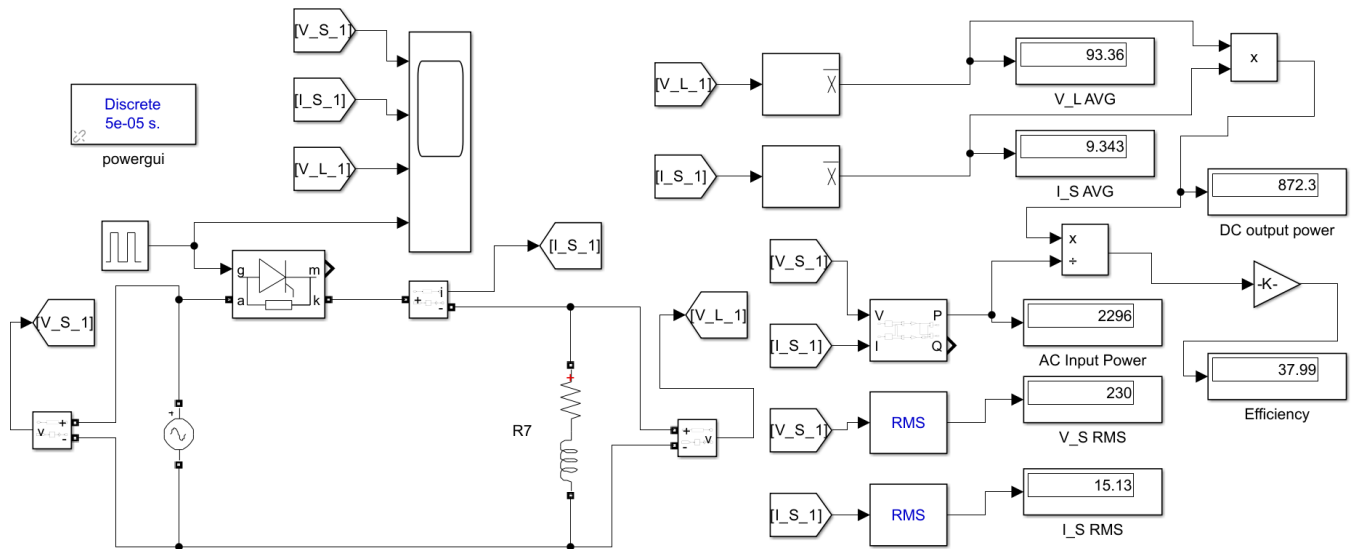 [V_S_1]
[I_S_1]
[V_L_1]
Discrete
5e-05 s.
powergui
g
m
a
k
i
+
-
[I_S_1]
[V_S_1]
v
+
-
+
+
R7
[V_L_1]
+
-
v
[V_L_1]
X
93.36
V_L AVG
x
[I_S_1]
X
9.343
I_S AVG
872.3
DC output power
x
÷
-K-
37.99
Efficiency
[V_S_1]
[I_S_1]
V
I
P
Q
2296
AC Input Power
[V_S_1]
RMS
230
V_S RMS
[I_S_1]
RMS
15.13
I_S RMS